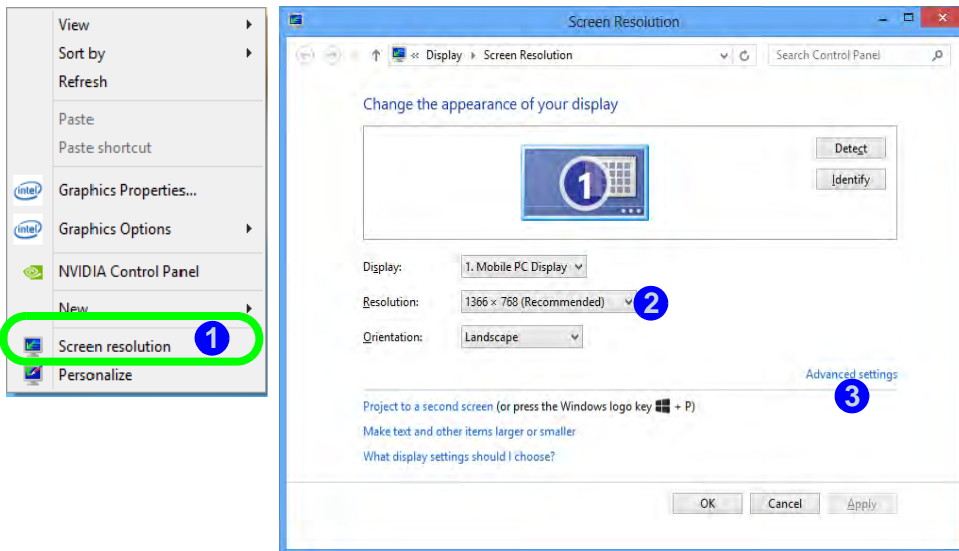 View
Sort by
Refresh
Paste
Paste shortcut
intel Graphics Properties...
intel Graphics Options
NVIDIA Control Panel
New
Screen resolution 1
Personalize
Screen Resolution
« Display Screen Resolution Search Control Panel
Change the appearance of your display
1
Detect
Identify
Display: 1. Mobile PC Display
Resolution: 1366 × 768 (Recommended) 2
Orientation: Landscape
Advanced settings
3
Project to a second screen (or press the Windows logo key + P)
Make text and other items larger or smaller
What display settings should I choose?
OK Cancel Apply